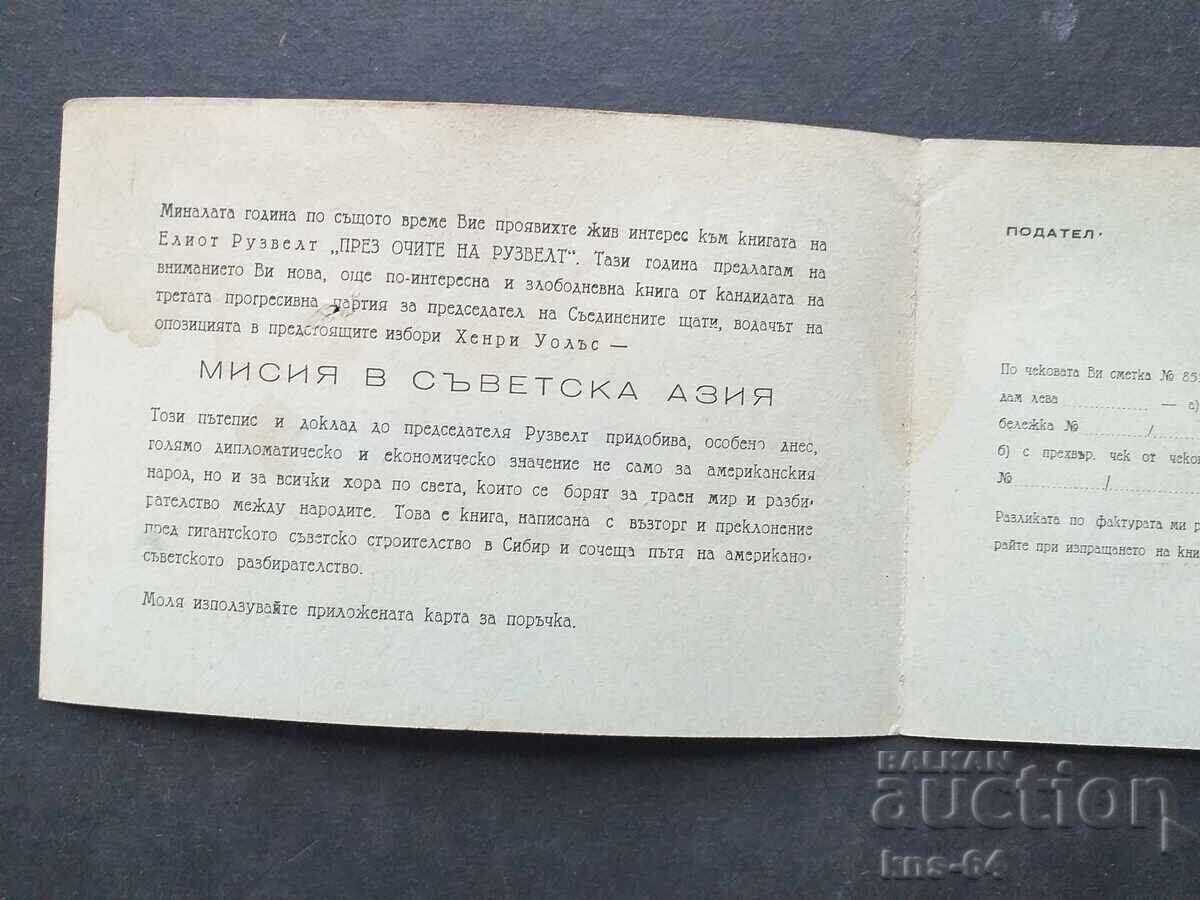 Миналата година по същото време Вие проявихте жив интерес към книгата на
Елиот Рузвелт „ПРЕЗ ОЧИТЕ НА РУЗВЕЛТ“. Тази година предлагам на
вниманието Ви нова, още по-интересна и злободневна книга от кандидата на
третата прогресивна партия за председател на Съединените щати, водачът на
опозицията в предстоящите избори Хенри Уолъс —
МИСИЯ В СЪВЕТСКА АЗИЯ
Този пътепис и доклад до председателя Рузвелт придобива, особено днес,
голямо дипломатическо и економическо значение не само за американския
народ, но и за всички хора по света, които се борят за траен мир и разби-
рателство между народите. Това е книга, написана с възторг и преклонение
пред гигантското съветско строителство в Сибир и сочеща пътя на американо-
съветското разбирателство.
Моля използувайте приложената карта за поръчка.
ПОДАТЕЛ:
По чековата Ви сметка № 85
дам лева ............ — а)
бележка № ........../..........
б) с прехвър. чек от чеков
№ ............/............
Разликата по фактурата ми р
райте при изпращането на кни
BALKAN
auction
kns-64